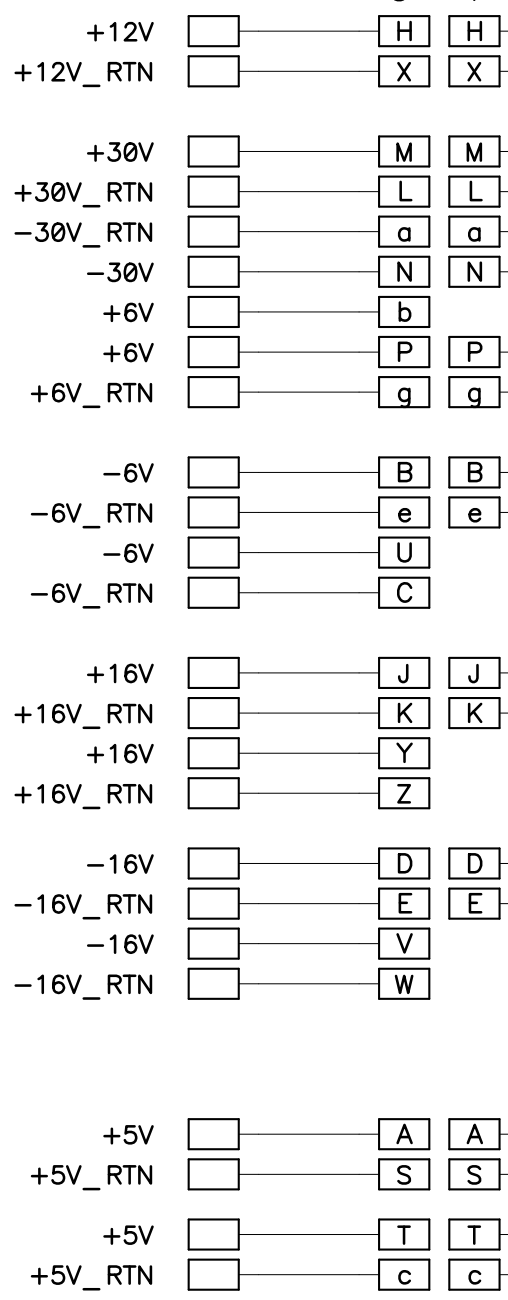 +12V H H
+12V_RTN X X
+30V M M
+30V_RTN L L
−30V_RTN a a
−30V N N
+6V b
+6V P P
+6V_RTN g g
−6V B B
−6V_RTN e e
−6V U
−6V_RTN C
+16V J J
+16V_RTN K K
+16V Y
+16V_RTN Z
−16V D D
−16V_RTN E E
−16V V
−16V_RTN W
+5V A A
+5V_RTN S S
+5V T T
+5V_RTN c c